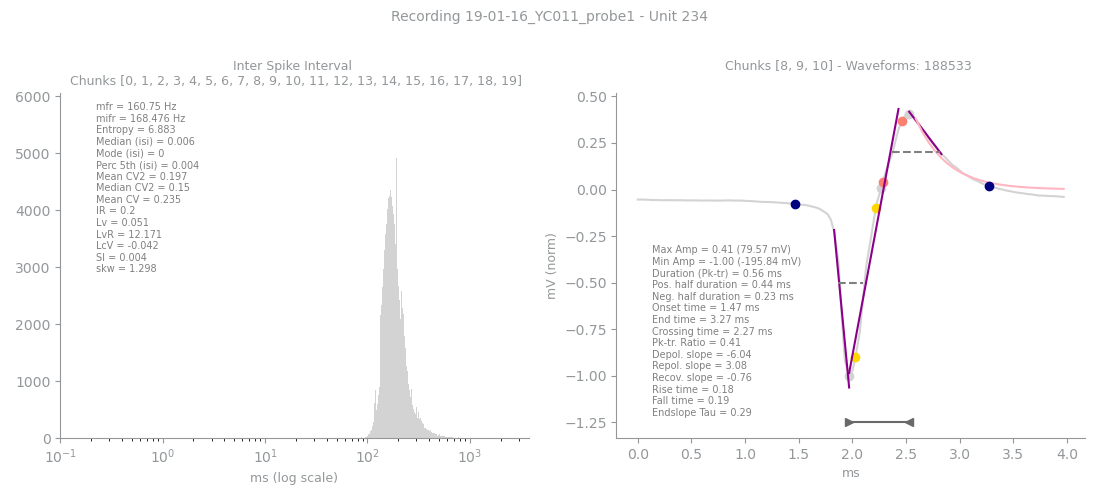 Recording 19-01-16_YC011_probe1 - Unit 234
Inter Spike Interval
Chunks [0, 1, 2, 3, 4, 5, 6, 7, 8, 9, 10, 11, 12, 13, 14, 15, 16, 17, 18, 19]
6000
5000
4000
3000
2000
1000
0
mfr = 160.75 Hz
mifr = 168.476 Hz
Entropy = 6.883
Median (isi) = 0.006
Mode (isi) = 0
Perc 5th (isi) = 0.004
Mean CV2 = 0.197
Median CV2 = 0.15
Mean CV = 0.235
IR = 0.2
Lv = 0.051
LvR = 12.171
LcV = -0.042
SI = 0.004
skw = 1.298
10⁻¹ 10⁰ 10¹ 10² 10³
ms (log scale)
Chunks [8, 9, 10] - Waveforms: 188533
mV (norm)
0.50
0.25
0.00
−0.25
−0.50
−0.75
−1.00
−1.25
Max Amp = 0.41 (79.57 mV)
Min Amp = -1.00 (-195.84 mV)
Duration (Pk-tr) = 0.56 ms
Pos. half duration = 0.44 ms
Neg. half duration = 0.23 ms
Onset time = 1.47 ms
End time = 3.27 ms
Crossing time = 2.27 ms
Pk-tr. Ratio = 0.41
Depol. slope = -6.04
Repol. slope = 3.08
Recov. slope = -0.76
Rise time = 0.18
Fall time = 0.19
Endslope Tau = 0.29
0.0 0.5 1.0 1.5 2.0 2.5 3.0 3.5 4.0
ms